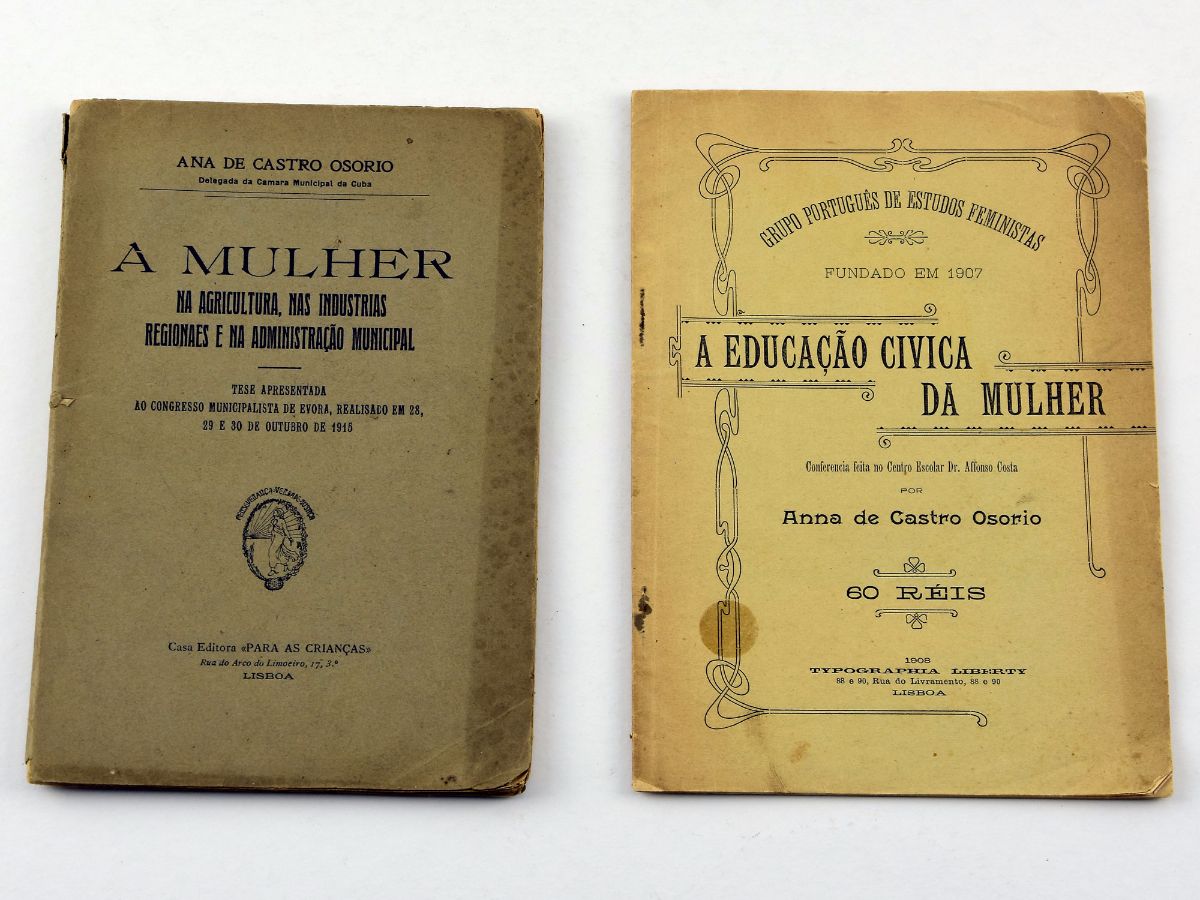 ANA DE CASTRO OSORIO
Delegada da Camara Municipal de Cuba
A MULHER
NA AGRICULTURA, NAS INDUSTRIAS
REGIONAES E NA ADMINISTRAÇÃO MUNICIPAL
TESE APRESENTADA
AO CONGRESSO MUNICIPALISTA DE EVORA, REALISADO EM 28,
29 E 30 DE OUTUBRO DE 1915
Casa Editora «PARA AS CRIANÇAS»
Rua do Arco do Limoeiro, 17, 3.º
LISBOA
GRUPO PORTUGUÊS DE ESTUDOS FEMINISTAS
FUNDADO EM 1907
A EDUCAÇÃO CIVICA
DA MULHER
Conferencia feita no Centro Escolar Dr. Affonso Costa
POR
Anna de Castro Osorio
60 RÉIS
1908
TYPOGRAPHIA LIBERTY
88 e 90, Rua do Livramento, 88 e 90
LISBOA